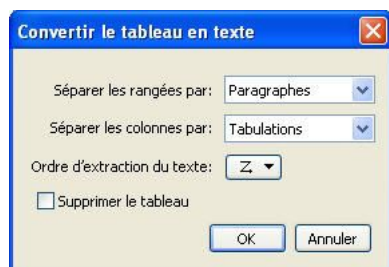 Convertir le tableau en texte
Séparer les rangées par: Paragraphes
Séparer les colonnes par: Tabulations
Ordre d'extraction du texte:
Supprimer le tableau
OK Annuler